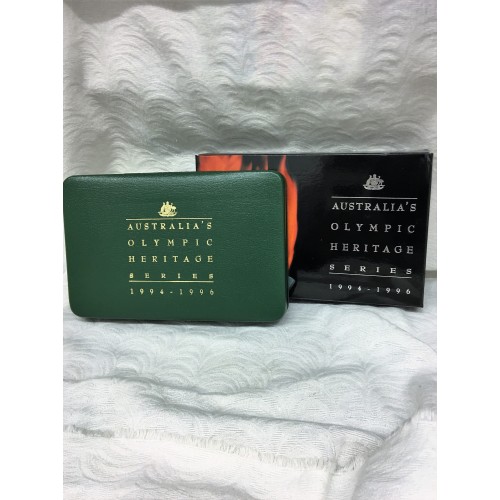 AUSTRALIA'S
OLYMPIC
HERITAGE
SERIES
1994-1996
AUSTRALIA'S
OLYMPIC
HERITAGE
SERIES
1994-1996